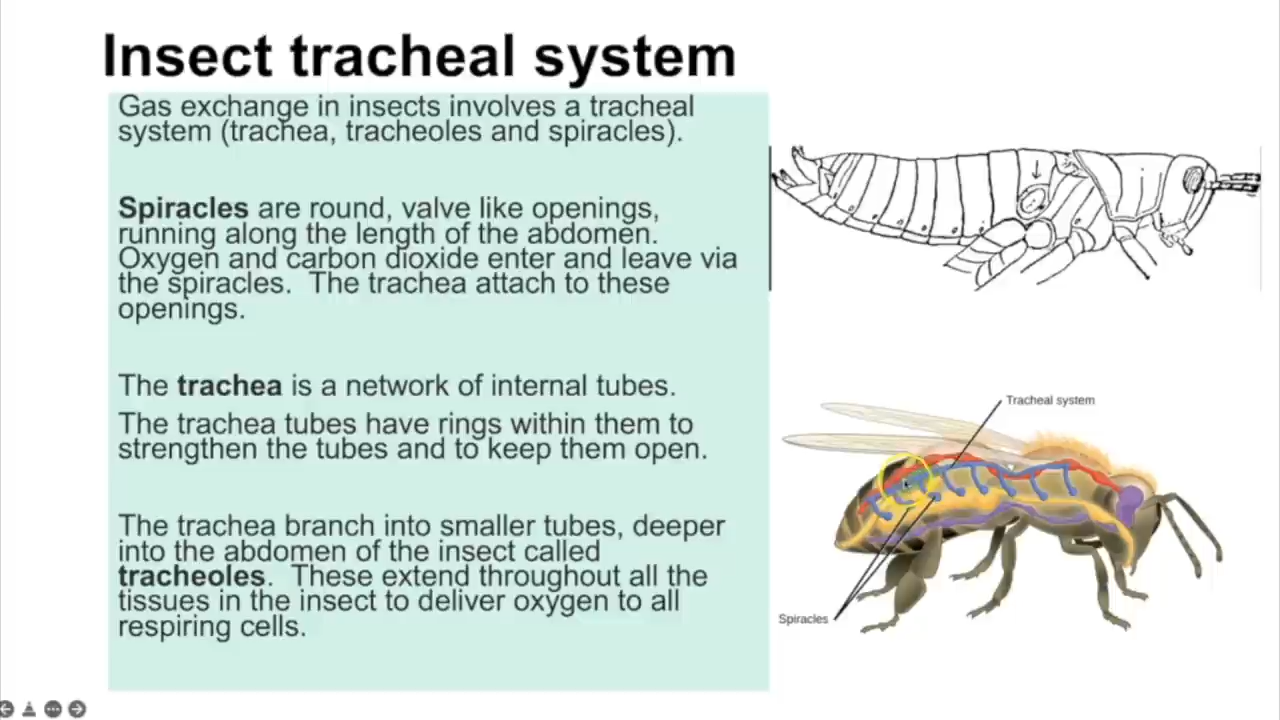 Insect tracheal system
Gas exchange in insects involves a tracheal
system (trachea, tracheoles and spiracles).
Spiracles are round, valve like openings,
running along the length of the abdomen.
Oxygen and carbon dioxide enter and leave via
the spiracles.  The trachea attach to these
openings.
The trachea is a network of internal tubes.
The trachea tubes have rings within them to
strengthen the tubes and to keep them open.
The trachea branch into smaller tubes, deeper
into the abdomen of the insect called
tracheoles.  These extend throughout all the
tissues in the insect to deliver oxygen to all
respiring cells.
Tracheal system
Spiracles